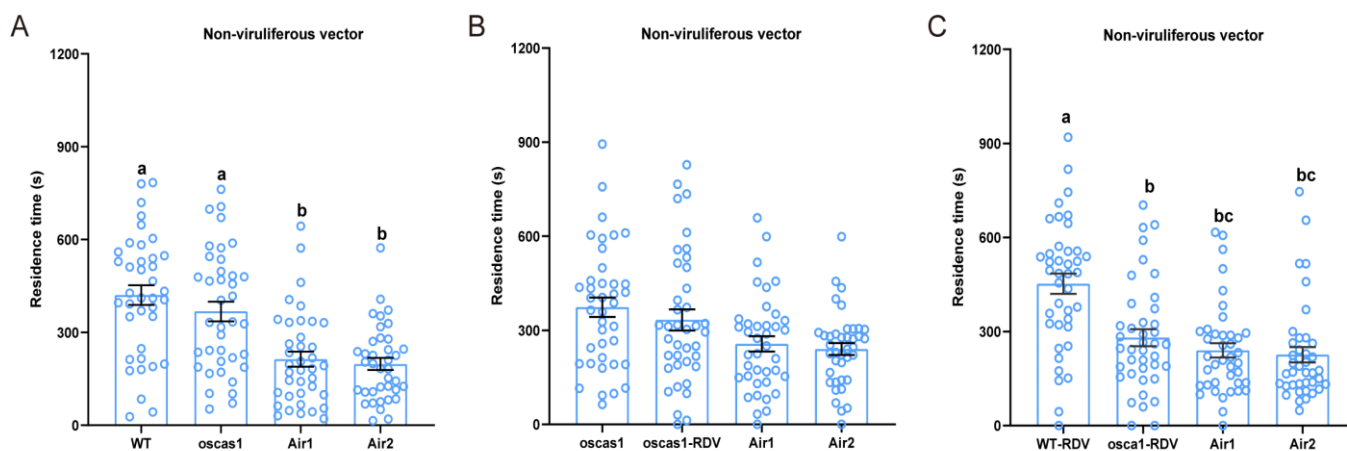 A
Non-viruliferous vector
1200
900
600
300
0
Residence time (s)
a
a
b
b
WT
oscas1
Air1
Air2
B
Non-viruliferous vector
1200
900
600
300
0
Residence time (s)
oscas1
oscas1-RDV
Air1
Air2
C
Non-viruliferous vector
1200
900
600
300
0
Residence time (s)
a
b
bc
bc
WT-RDV
osca1-RDV
Air1
Air2